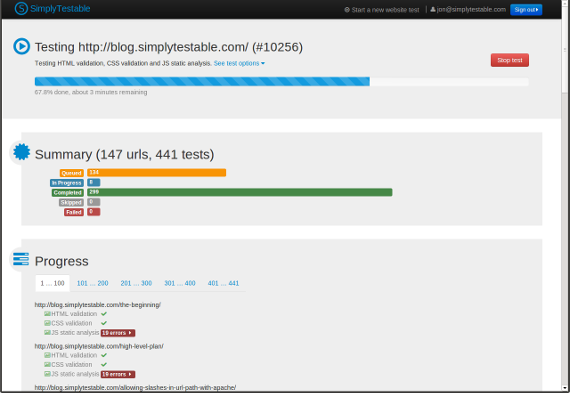 SimplyTestable
Start a new website test
jon@simplytestable.com
Sign out
Testing http://blog.simplytestable.com/ (#10256)
Testing HTML validation, CSS validation and JS static analysis. See test options
Stop test
67.8% done, about 3 minutes remaining
Summary (147 urls, 441 tests)
Queued
In Progress
Completed 299
Skipped 0
Failed 0
Progress
1 ... 100 101 ... 200 201 ... 300 301 ... 400 401 ... 441
http://blog.simplytestable.com/the-beginning/
HTML validation
CSS validation
JS static analysis 19 errors
http://blog.simplytestable.com/high-level-plan/
HTML validation
CSS validation
JS static analysis 19 errors
http://blog.simplytestable.com/allowing-slashes-in-url-path-with-apache/